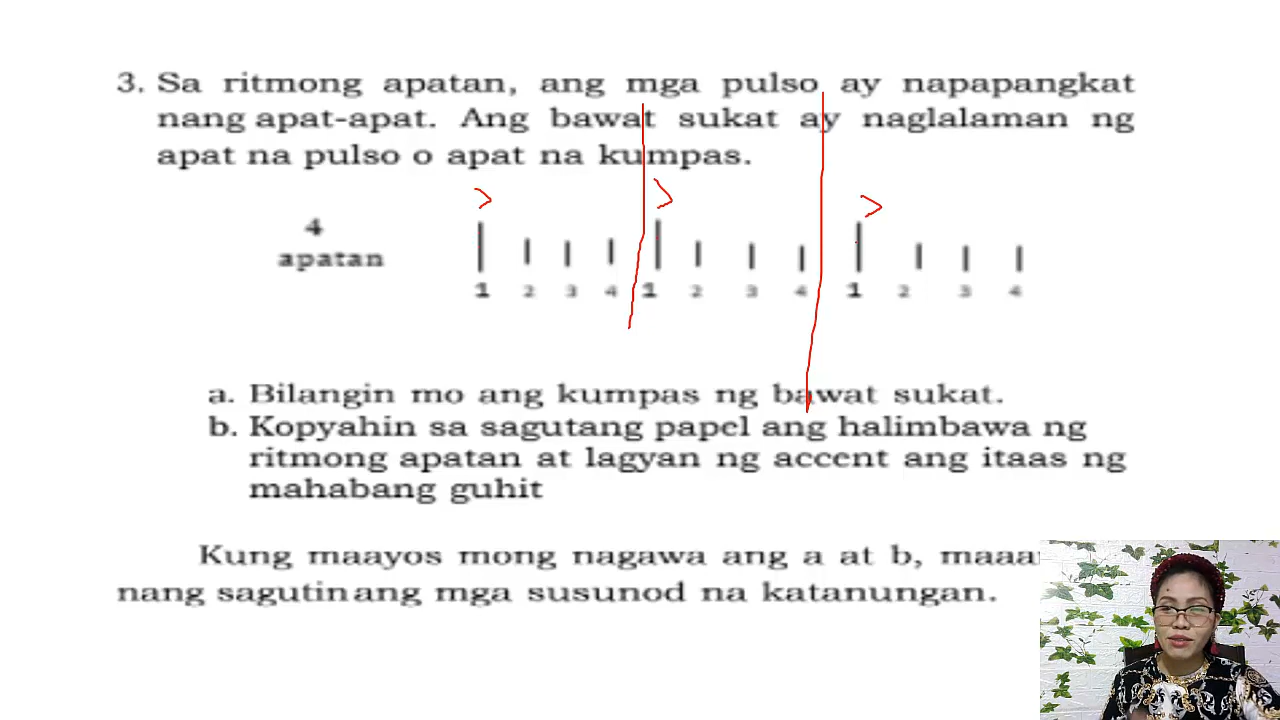 3. Sa ritmong apatan, ang mga pulso ay napapangkat
nang apat-apat. Ang bawat sukat ay naglalaman ng
apat na pulso o apat na kumpas.
4
apatan
1 2 3 4 1 2 3 4 1 2 3 4
a. Bilangin mo ang kumpas ng bawat sukat.
b. Kopyahin sa sagutang papel ang halimbawa ng
ritmong apatan at lagyan ng accent ang itaas ng
mahabang guhit
Kung maayos mong nagawa ang a at b,
nang sagutin ang mga susunod na katanungan.